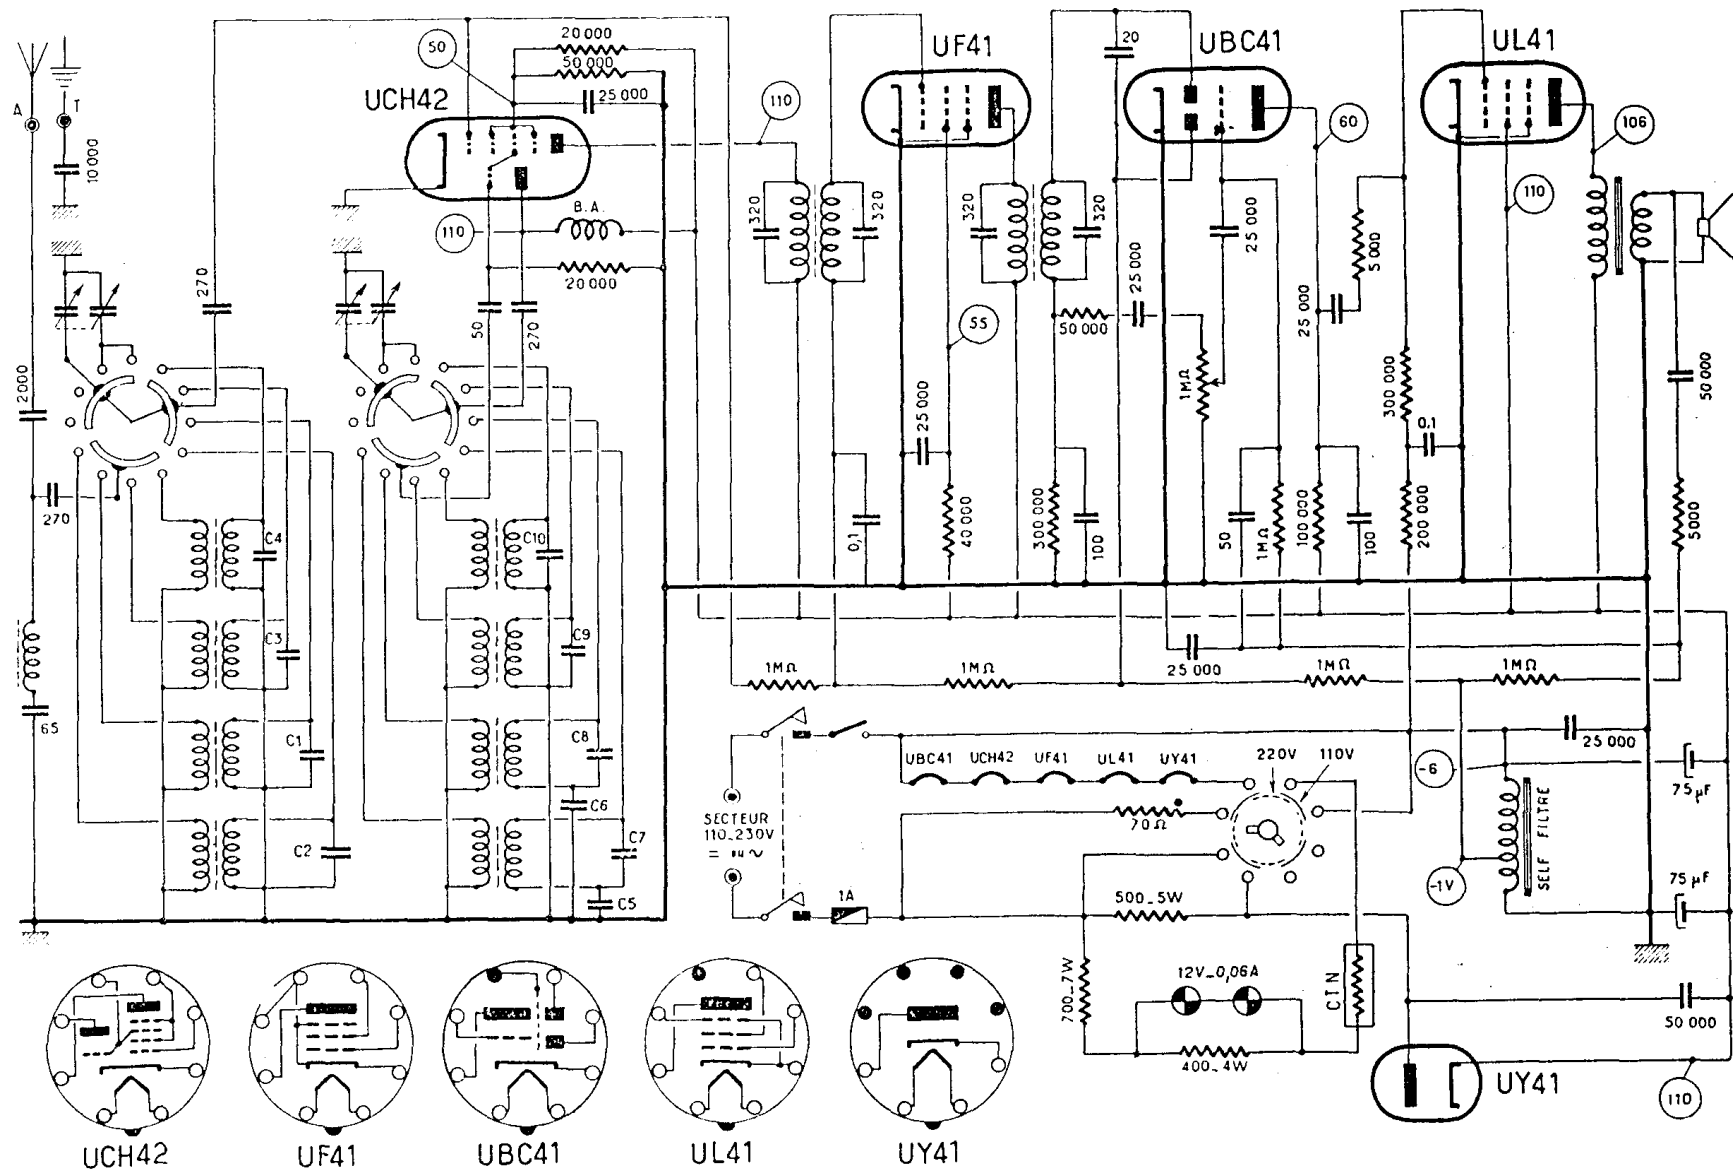 UCH42
UF41
UBC41
UL41
A
T
10 000
2000
270
65
270
50
20 000
50 000
25 000
110
B.A.
110
20 000
50
270
320
320
110
320
320
20
60
106
110
25 000
25 000
50 000
1MΩ
55
25 000
0,1
40 000
300 000
100
50
1MΩ
100 000
100
25 000
5 000
300 000
0,1
200 000
50 000
5000
C4
C3
C1
C2
C10
C9
C8
C6
C7
C5
1MΩ
1MΩ
25 000
1MΩ
1MΩ
UBC41
UCH42
UF41
UL41
UY41
220V
110V
-6
25 000
75 µF
SECTEUR
110_230V
70Ω
-1V
SELF FILTRE
75 µF
1A
500_5W
700_7W
12V_0,06A
400_4W
CTN
50 000
UY41
110
UCH42
UF41
UBC41
UL41
UY41